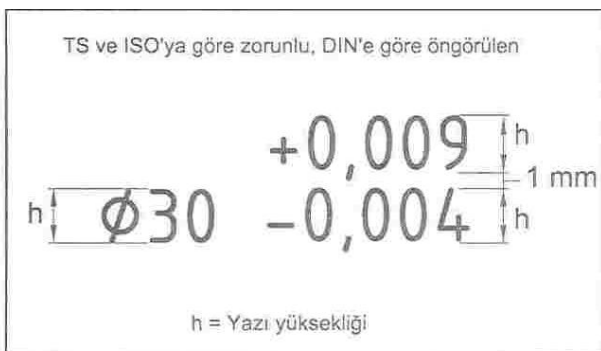 TS ve ISO'ya göre zorunlu, DIN'e göre öngörülen
+0,009 h
1 mm
h Ø30 -0,004 h
h = Yazı yüksekliği